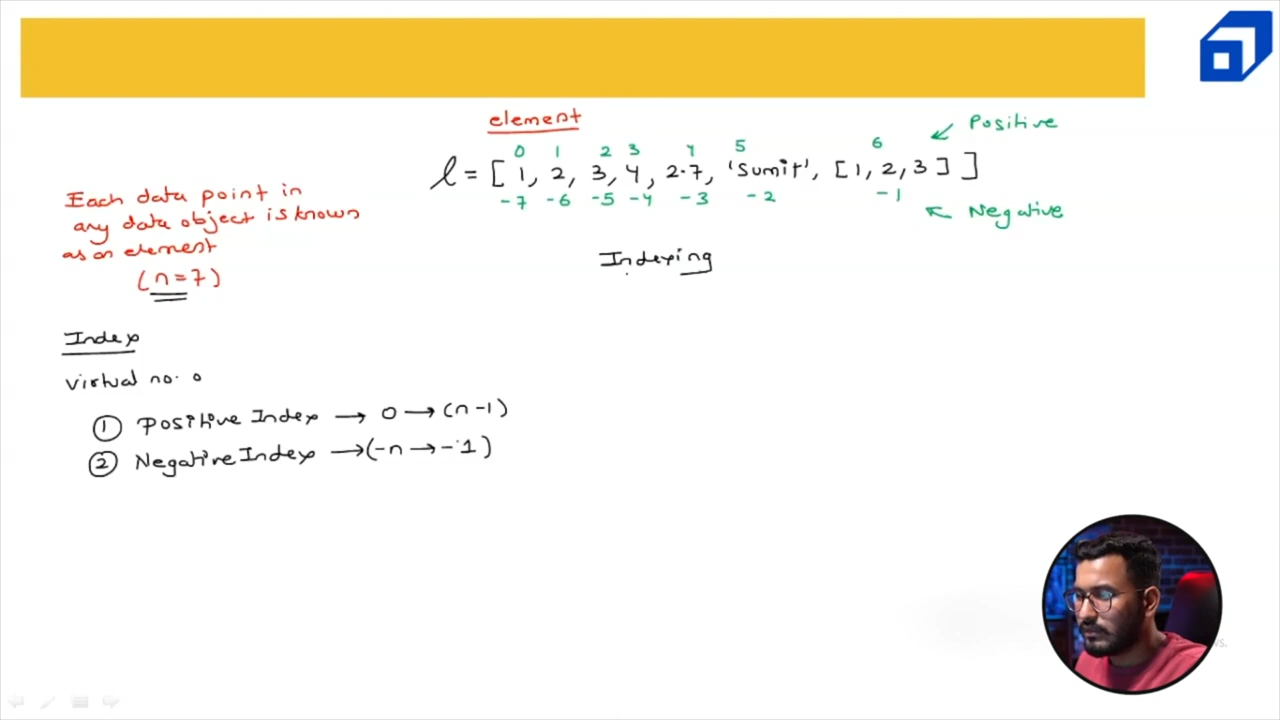 element
Positive
0 1 2 3 4 5 6
l = [ 1, 2, 3, 4, 2.7, 'Sumit', [1, 2, 3 ] ]
-7 -6 -5 -4 -3 -2 -1
Negative
Each data point in
any data object is known
as an element
(n=7)
Indexing
Index
Virtual no. o
1 Positive Index → 0 → (n-1)
2 Negative Index → (-n → -1)